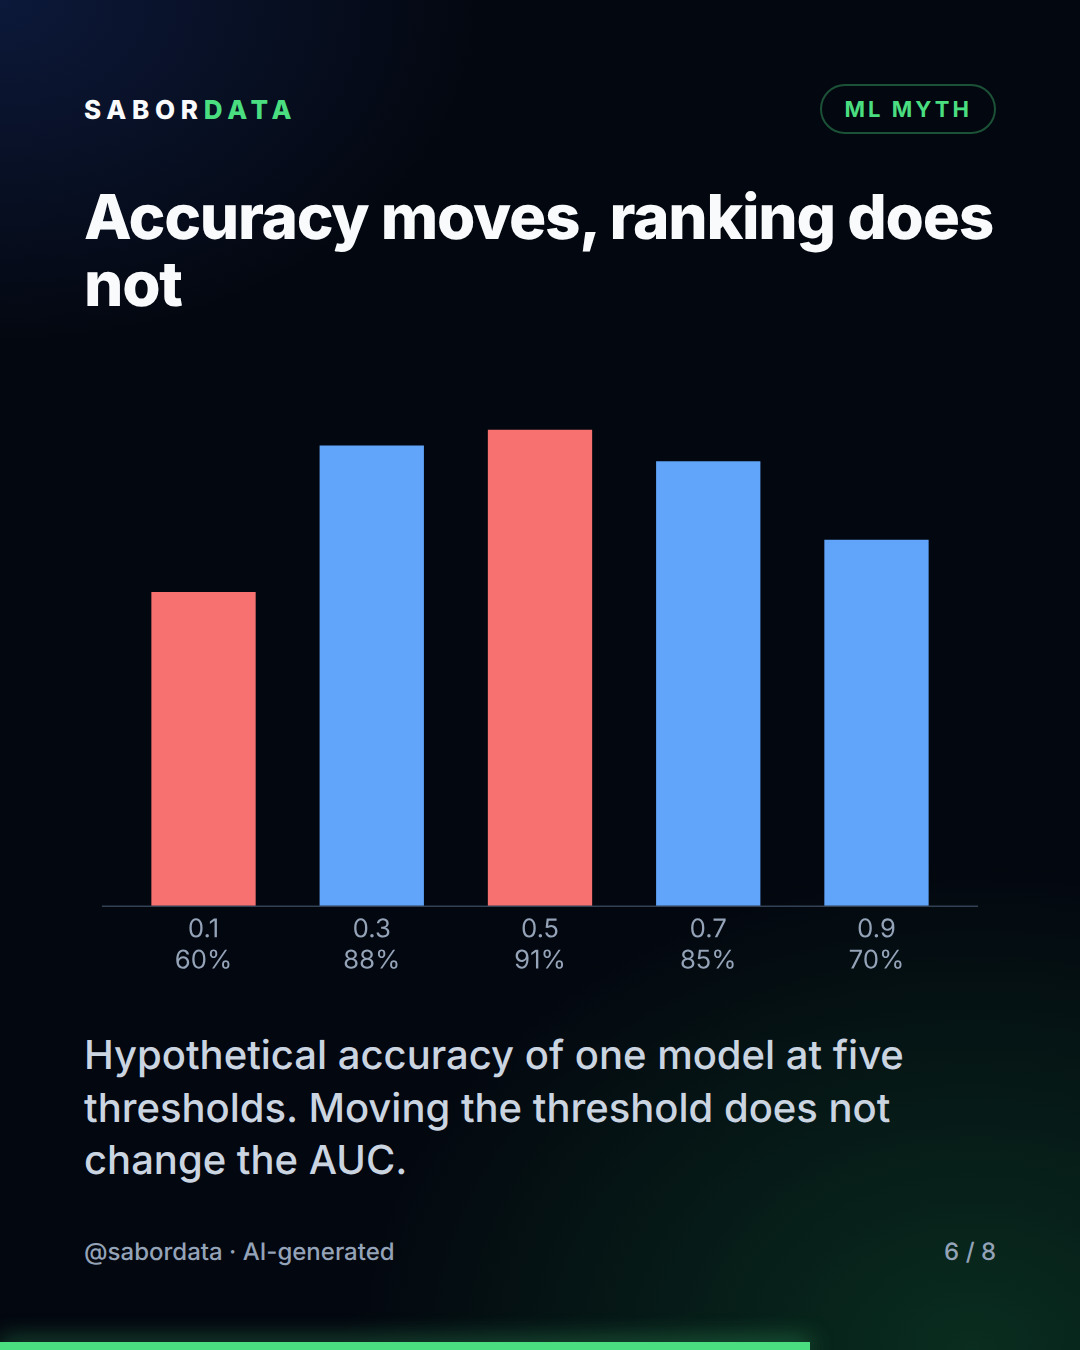 SABORDATA
ML MYTH
Accuracy moves, ranking does
not
0.1 0.3 0.5 0.7 0.9
60% 88% 91% 85% 70%
Hypothetical accuracy of one model at five
thresholds. Moving the threshold does not
change the AUC.
@sabordata · AI-generated
6 / 8